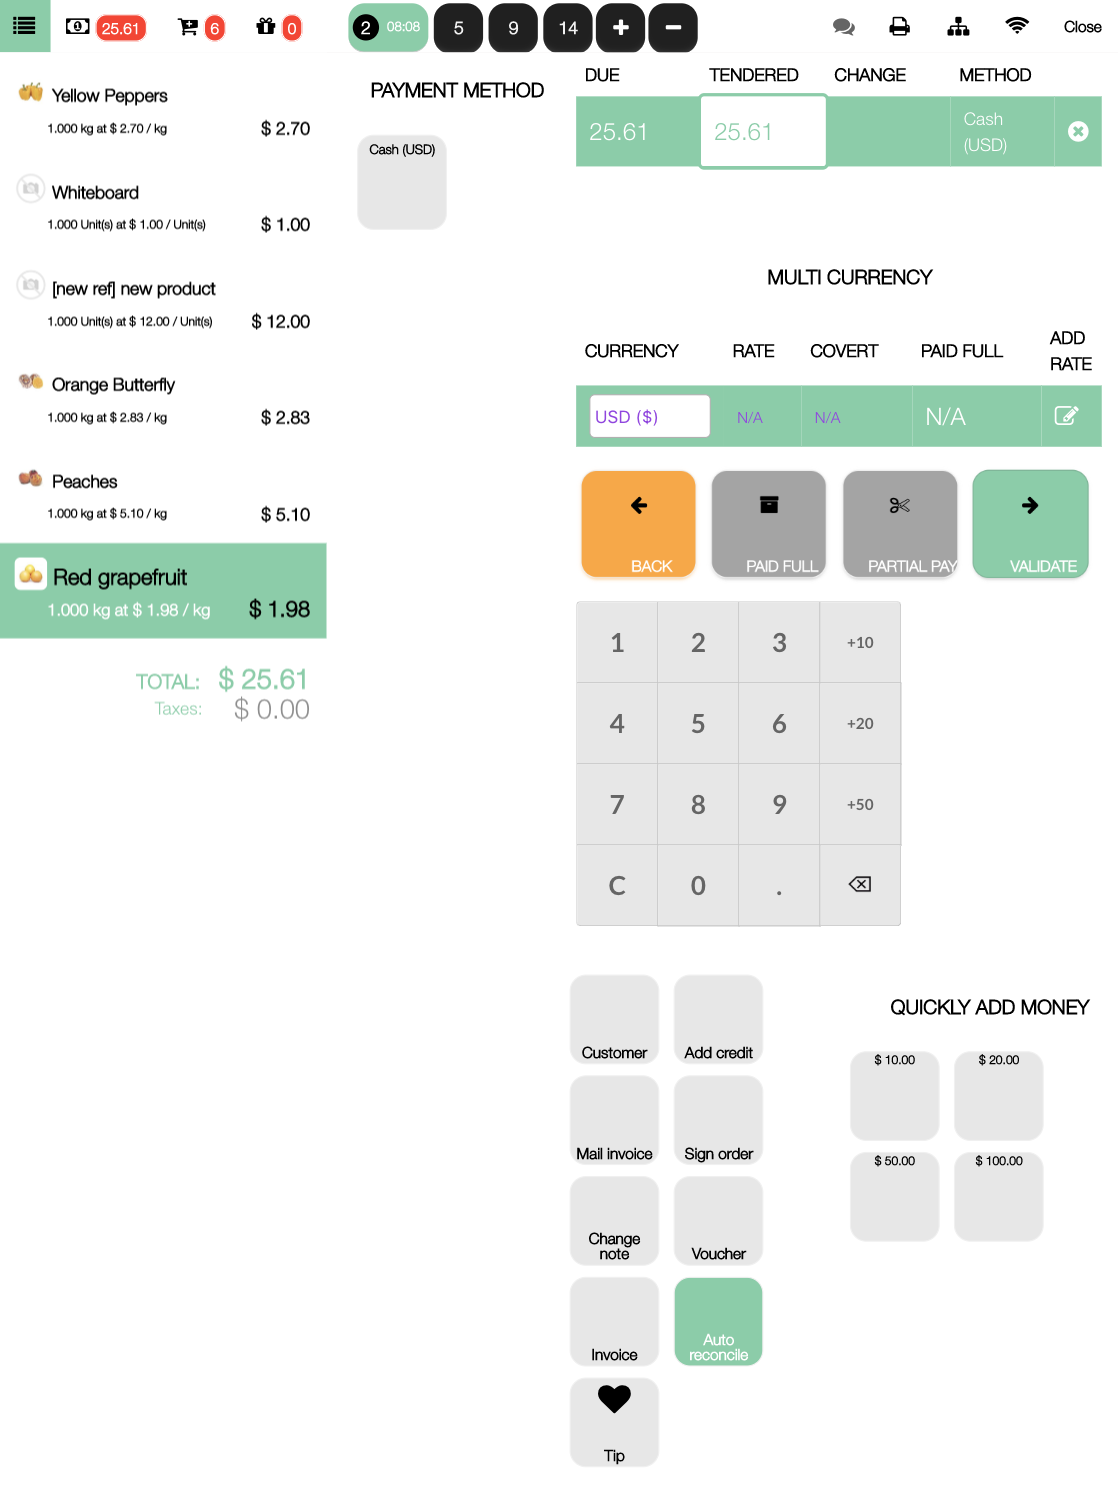 25.61
6
0
2 08:08
5
9
14
Close
Yellow Peppers
1.000 kg at $ 2.70 / kg
$ 2.70
Whiteboard
1.000 Unit(s) at $ 1.00 / Unit(s)
$ 1.00
[new ref] new product
1.000 Unit(s) at $ 12.00 / Unit(s)
$ 12.00
Orange Butterfly
1.000 kg at $ 2.83 / kg
$ 2.83
Peaches
1.000 kg at $ 5.10 / kg
$ 5.10
Red grapefruit
1.000 kg at $ 1.98 / kg
$ 1.98
TOTAL: $ 25.61
Taxes: $ 0.00
PAYMENT METHOD
Cash (USD)
DUE TENDERED CHANGE METHOD
25.61 25.61 Cash
(USD)
MULTI CURRENCY
CURRENCY RATE COVERT PAID FULL ADD
RATE
USD ($) N/A N/A N/A
BACK PAID FULL PARTIAL PAY VALIDATE
1 2 3 +10
4 5 6 +20
7 8 9 +50
C 0 .
Customer
Add credit
Mail invoice
Sign order
Change
note
Voucher
Invoice
Auto
reconcile
Tip
QUICKLY ADD MONEY
$ 10.00
$ 20.00
$ 50.00
$ 100.00